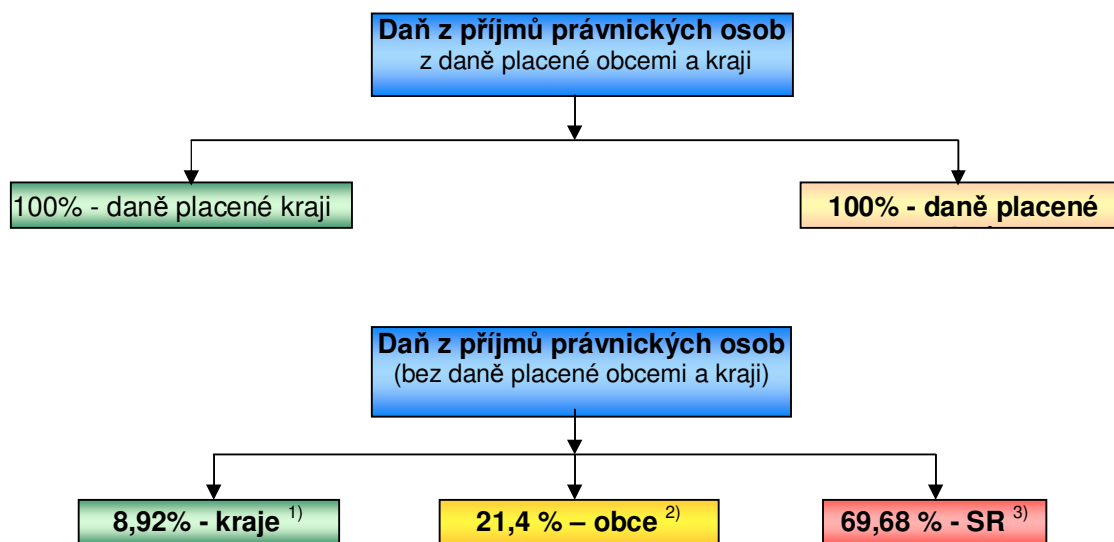 Daň z příjmů právnických osob
z daně placené obcemi a kraji
100% - daně placené kraji
100% - daně placené
Daň z příjmů právnických osob
(bez daně placené obcemi a kraji)
8,92% - kraje 1)
21,4 % – obce 2)
69,68 % - SR 3)